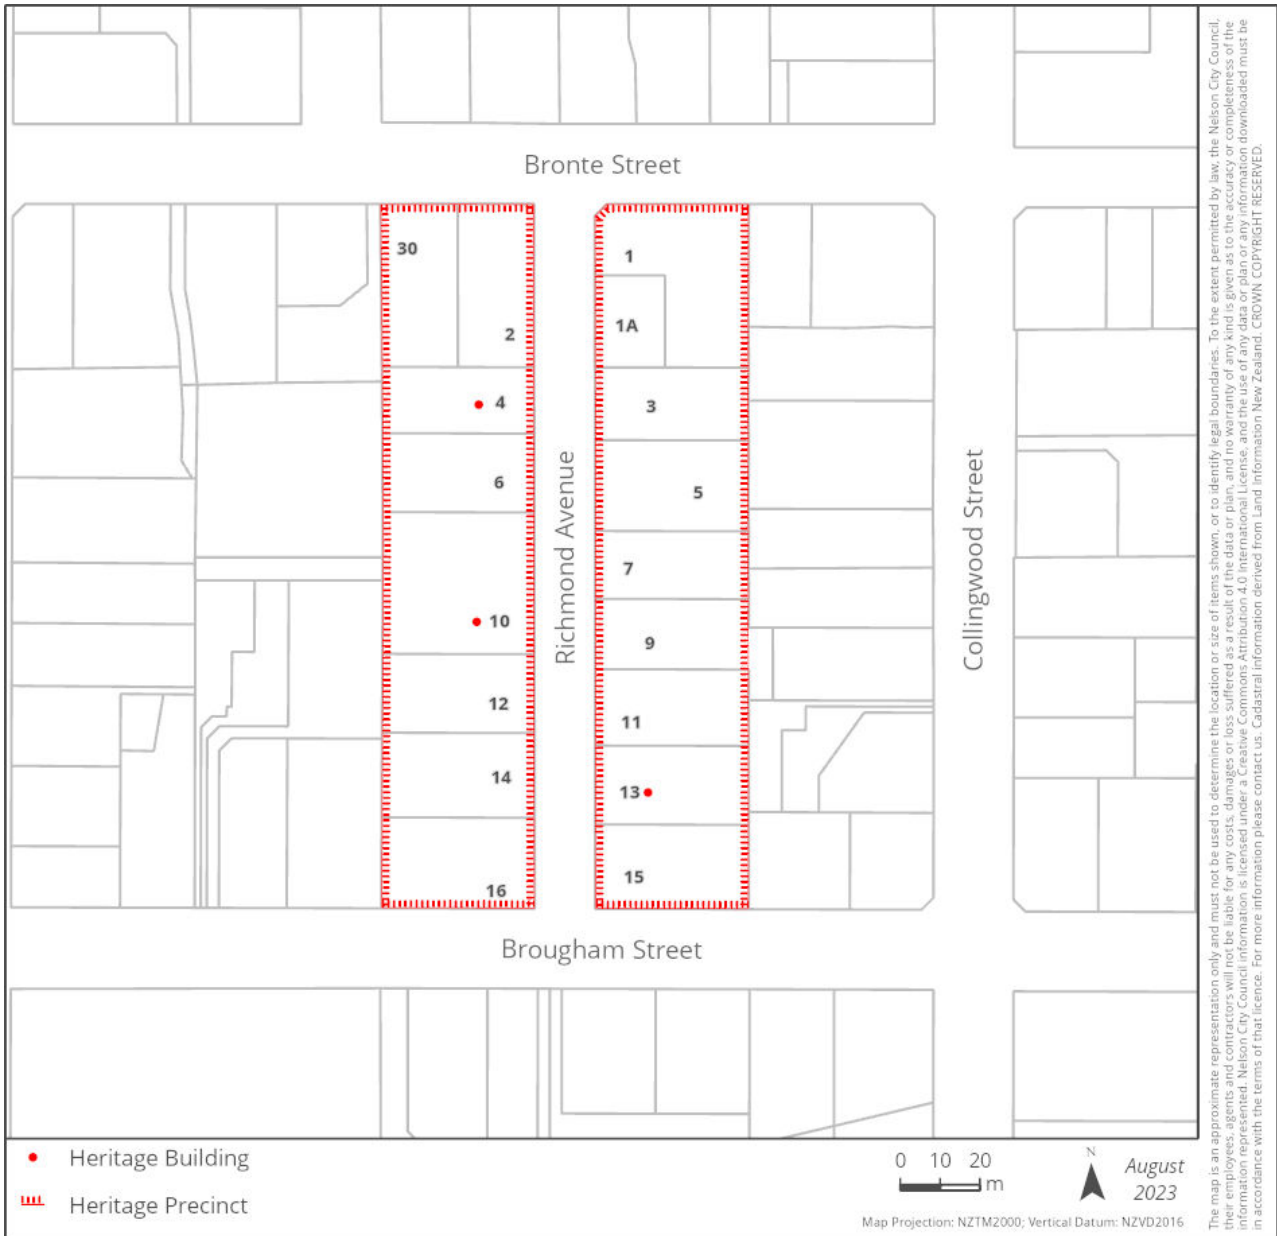 Bronte Street
30
1
1A
2
4
3
6
5
Richmond Avenue
Collingwood Street
7
10
9
12
11
14
13
15
16
Brougham Street
Heritage Building
Heritage Precinct
0 10 20
m
N
August
2023
Map Projection: NZTM2000; Vertical Datum: NZVD2016
The map is an approximate representation only and must not be used to determine the location or size of items shown, or to identify legal boundaries. To the extent permitted by law, the Nelson City Council,
their employees, agents and contractors will not be liable for any costs, damages or loss suffered as a result of the data or plan, and no warranty of any kind is given as to the accuracy or completeness of the
information represented. Nelson City Council information is licensed under a Creative Commons Attribution 4.0 International License, and the use of any data or plan or any information downloaded must be
in accordance with the terms of that licence. For more information please contact us. Cadastral information derived from Land Information New Zealand. CROWN COPYRIGHT RESERVED.